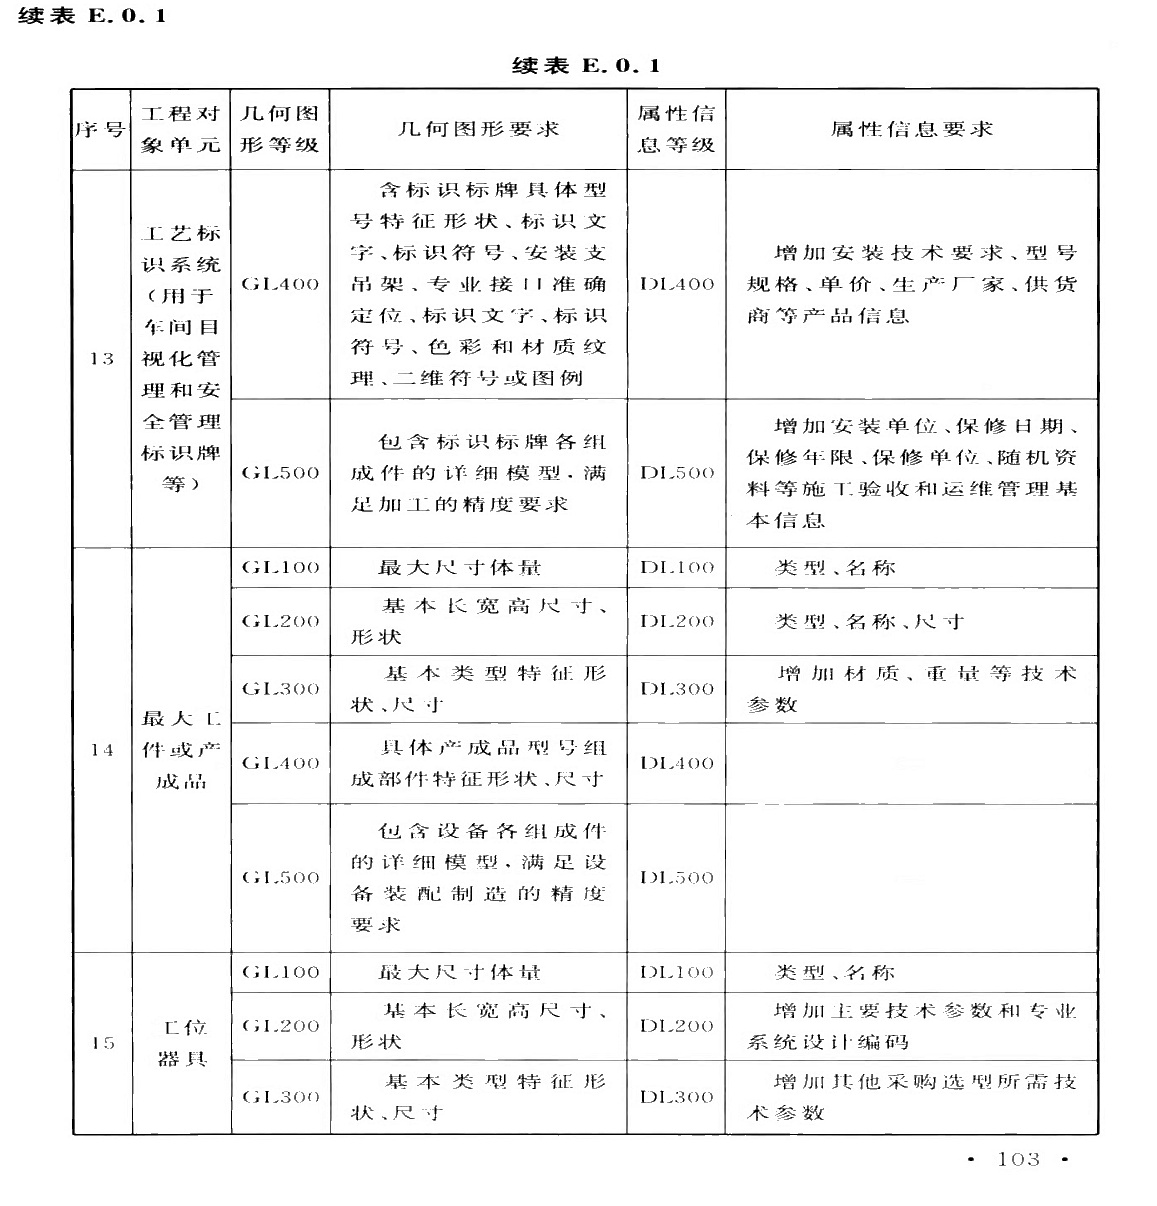 续表 E.0.1
续表 E.0.1
序号
工程对
象单元
几何图
形等级
几何图形要求
属性信
息等级
属性信息要求
13
工艺标
识系统
(用于
车间目
视化管
理和安
全管理
标识牌
等)
GL400
含标识标牌具体型
号特征形状、标识文
字、标识符号、安装支
吊架、专业接口准确
定位、标识文字、标识
符号、色彩和材质纹
理、二维符号或图例
DL400
增加安装技术要求、型号
规格、单价、生产厂家、供货
商等产品信息
GL500
包含标识标牌各组
成件的详细模型,满
足加工的精度要求
DL500
增加安装单位、保修日期、
保修年限、保修单位、随机资
料等施工验收和运维管理基
本信息
14
最大工
件或产
成品
GL100
最大尺寸体量
DL100
类型、名称
GL200
基本长宽高尺寸、
形状
DL200
类型、名称、尺寸
GL300
基本类型特征形
状、尺寸
DL300
增加材质、重量等技术
参数
GL400
具体产成品型号组
成部件特征形状、尺寸
DL400
GL500
包含设备各组成件
的详细模型,满足设
备装配制造的精度
要求
DL500
15
工位
器具
GL100
最大尺寸体量
DL100
类型、名称
GL200
基本长宽高尺寸、
形状
DL200
增加主要技术参数和专业
系统设计编码
GL300
基本类型特征形
状、尺寸
DL300
增加其他采购选型所需技
术参数
· 103 ·